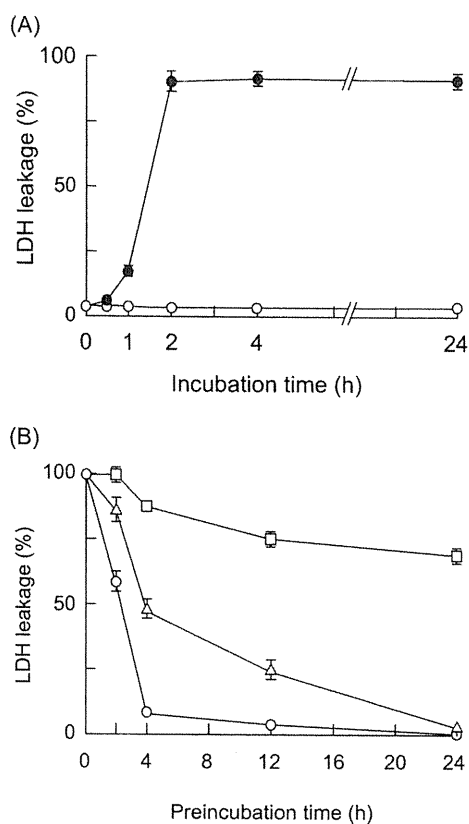 (A)
100
50
0
LDH leakage (%)
0 1 2 4 24
Incubation time (h)
(B)
100
50
0
LDH leakage (%)
0 4 8 12 16 20 24
Preincubation time (h)